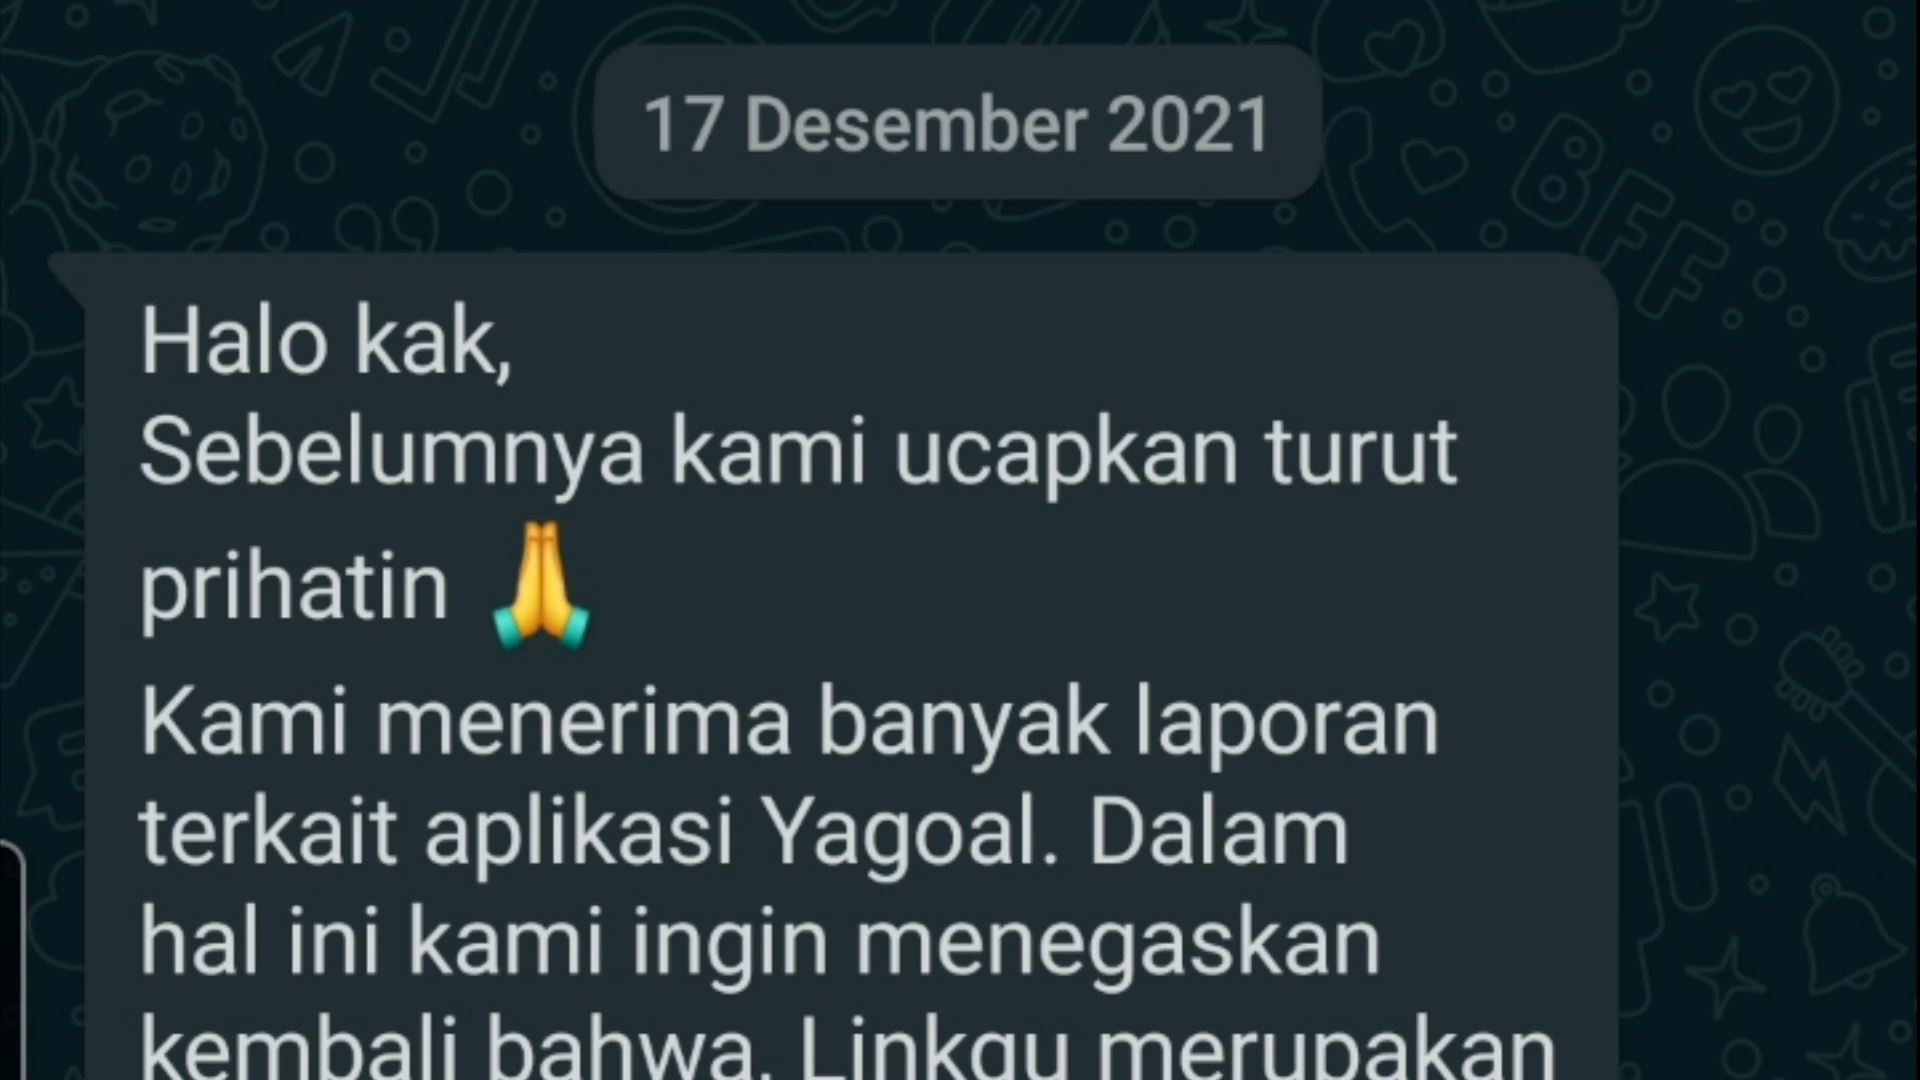 17 Desember 2021
Halo kak,
Sebelumnya kami ucapkan turut
prihatin 🙏
Kami menerima banyak laporan
terkait aplikasi Yagoal. Dalam
hal ini kami ingin menegaskan
kembali bahwa, Linkqu merupakan